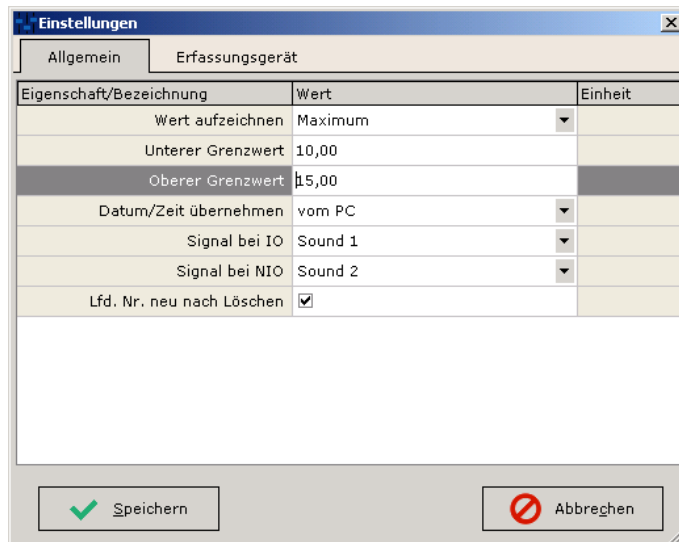 Einstellungen
Allgemein Erfassungsgerät
Eigenschaft/Bezeichnung Wert Einheit
Wert aufzeichnen Maximum
Unterer Grenzwert 10,00
Oberer Grenzwert 15,00
Datum/Zeit übernehmen vom PC
Signal bei IO Sound 1
Signal bei NIO Sound 2
Lfd. Nr. neu nach Löschen
Speichern Abbrechen